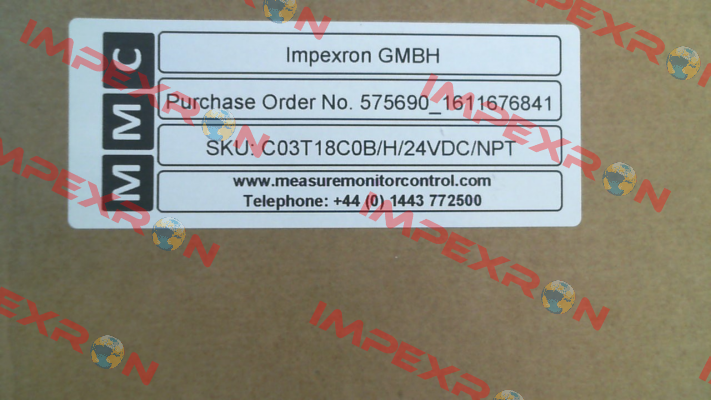 MMC
Impexron GMBH
Purchase Order No. 575690_1611676841
SKU: C03T18C0B/H/24VDC/NPT
www.measuremonitorcontrol.com
Telephone: +44 (0) 1443 772500
IMPEXRON
IMPEXRON
IMPEXRON
IMPEXRON
IMPEXRON
IMPEXRON
IMPEXRON
IMPEXRON